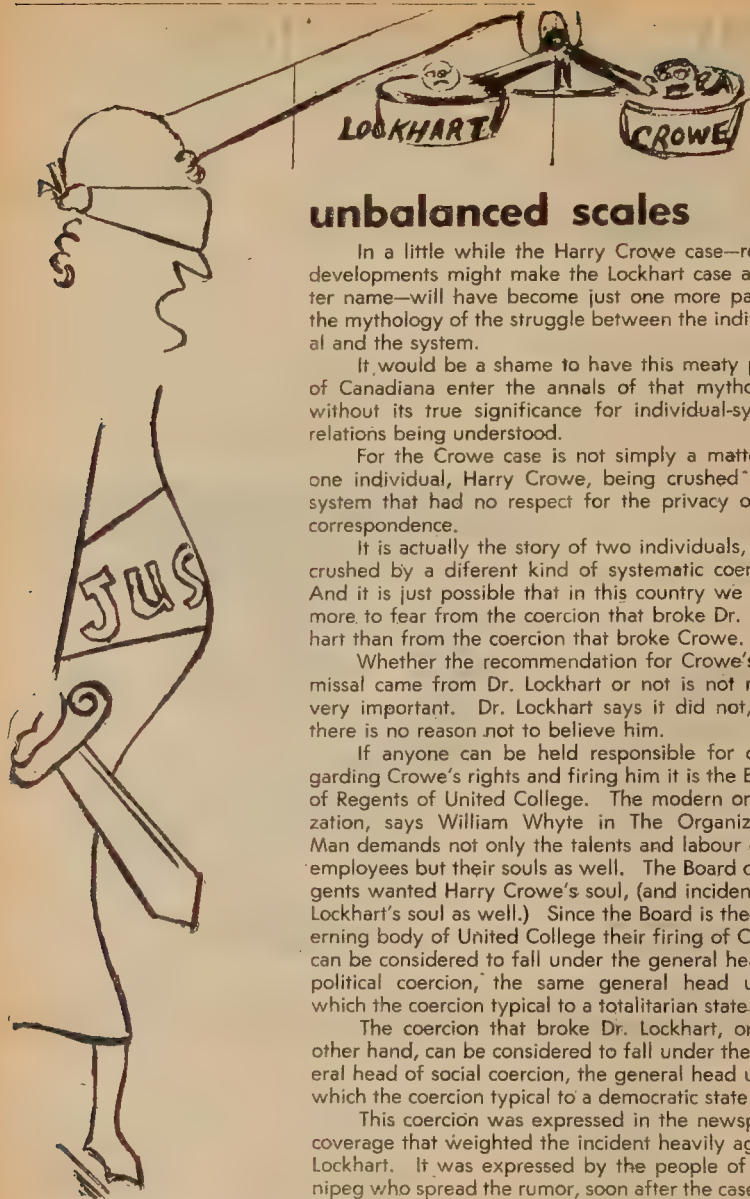 LOCKHART
CROWE
JUS
unbalanced scales
In a little while the Harry Crowe case—re
developments might make the Lockhart case a
ter name—will have become just one more pa
the mythology of the struggle between the indi
al and the system.
It would be a shame to have this meaty p
of Canadiana enter the annals of that mytho
without its true significance for individual-sy
relations being understood.
For the Crowe case is not simply a matte
one individual, Harry Crowe, being crushed
system that had no respect for the privacy o
correspondence.
It is actually the story of two individuals,
crushed by a diferent kind of systematic coer
And it is just possible that in this country we
more to fear from the coercion that broke Dr.
hart than from the coercion that broke Crowe.
Whether the recommendation for Crowe's
missal came from Dr. Lockhart or not is not r
very important. Dr. Lockhart says it did not,
there is no reason not to believe him.
If anyone can be held responsible for d
garding Crowe's rights and firing him it is the B
of Regents of United College. The modern or
zation, says William Whyte in The Organiz
Man demands not only the talents and labour
employees but their souls as well. The Board o
gents wanted Harry Crowe's soul, (and inciden
Lockhart's soul as well.) Since the Board is the
erning body of United College their firing of C
can be considered to fall under the general hea
political coercion, the same general head u
which the coercion typical to a totalitarian state
The coercion that broke Dr. Lockhart, or
other hand, can be considered to fall under the
eral head of social coercion, the general head u
which the coercion typical to a democratic state
This coercion was expressed in the newsp
coverage that weighted the incident heavily ag
Lockhart. It was expressed by the people of
nipeg who spread the rumor, soon after the case